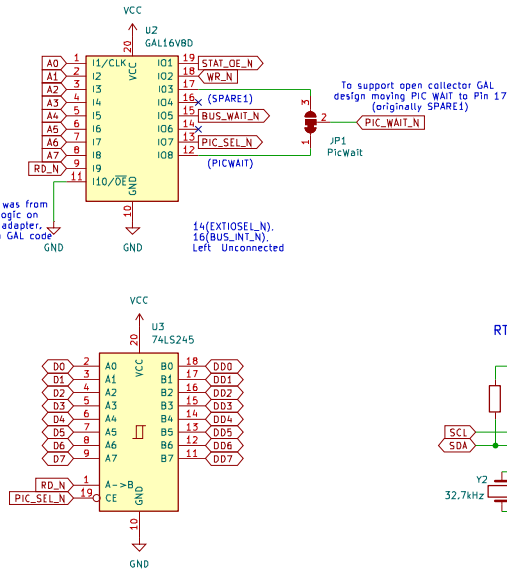 VCC
U2
GAL16V8D
20
A0 1 I1/CLK VCC IO1 19 STAT_OE_N
A1 2 I2 IO2 18 WR_N
A2 3 I3 IO3 17
A3 4 I4 IO4 16
(SPARE1)
A4 5 I5 IO5 15 BUS_WAIT_N
A5 6 I6 IO6 14
A6 7 I7 IO7 13 PIC_SEL_N
A7 8 I8 IO8 12
(PICWAIT)
RD_N 9 I9
11 I10/OE GND
10
GND
GND
To support open collector GAL
design moving PIC WAIT to Pin 17
(originally SPARE1)
3
2 PIC_WAIT_N
1
JP1
PicWait
was from
ogic on
adapter,
GAL code
14(EXTIOSEL_N),
16(BUS_INT_N),
Left Unconnected
VCC
U3
74LS245
20
VCC
D0 2 A0 B0 18 DD0
D1 3 A1 B1 17 DD1
D2 4 A2 B2 16 DD2
D3 5 A3 B3 15 DD3
D4 6 A4 B4 14 DD4
D5 7 A5 B5 13 DD5
D6 8 A6 B6 12 DD6
D7 9 A7 B7 11 DD7
RD_N 1 A->B
PIC_SEL_N 19 CE GND
10
GND
RT
SCL
SDA
Y2
32.7kHz